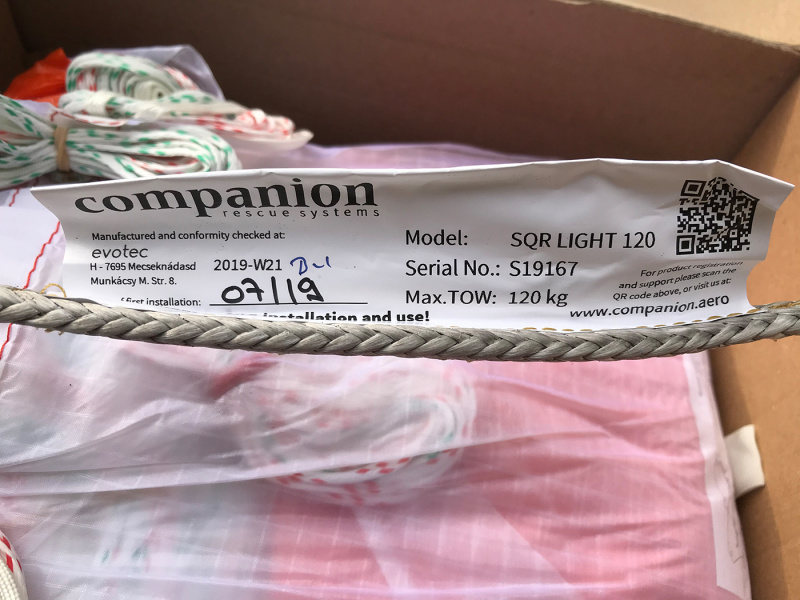 companion
rescue systems
Manufactured and conformity checked at:
evotec
H - 7695 Mecseknádasd
Munkácsy M. Str. 8.
2019-W21
first installation: 07/19
installation and use!
Model: SQR LIGHT 120
Serial No.: S19167
Max.TOW: 120 kg
For product registration
and support please scan the
QR code above, or visit us at:
www.companion.aero